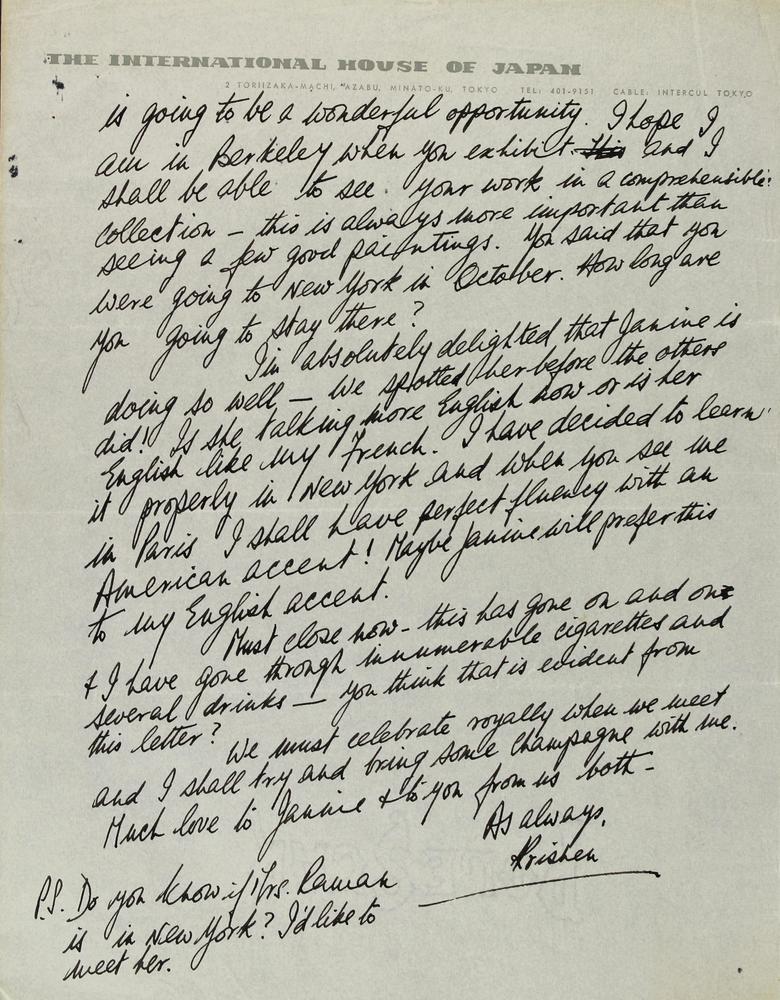 THE INTERNATIONAL HOUSE OF JAPAN
2 TORIIZAKA-MACHI, AZABU, MINATO-KU, TOKYO TEL: 401-9151 CABLE: INTERCUL TOKYO
is going to be a wonderful opportunity. I hope I
am in Berkeley when you exhibit this and I
shall be able to see your work in a comprehensible
collection – this is always more important than
seeing a few good paintings. You said that you
were going to New York in October. How long are
you going to stay there?
I'm absolutely delighted that Janine is
doing so well – We spotted her before the others
did! Is she talking more English now or is her
English like my French. I have decided to learn
it properly in New York and when you see me
in Paris I shall have perfect fluency with an
American accent! Maybe Janine will prefer this
to my English accent.
Must close now – this has gone on and on
& I have gone through innumerable cigarettes and
several drinks – you think that is evident from
this letter?
We must celebrate royally when we meet
and I shall try and bring some champagne with me.
Much love to Janine & to you from us both –
As always,
Krishen
P.S. Do you know if Mrs. Raman
is in New York? I'd like to
meet her.